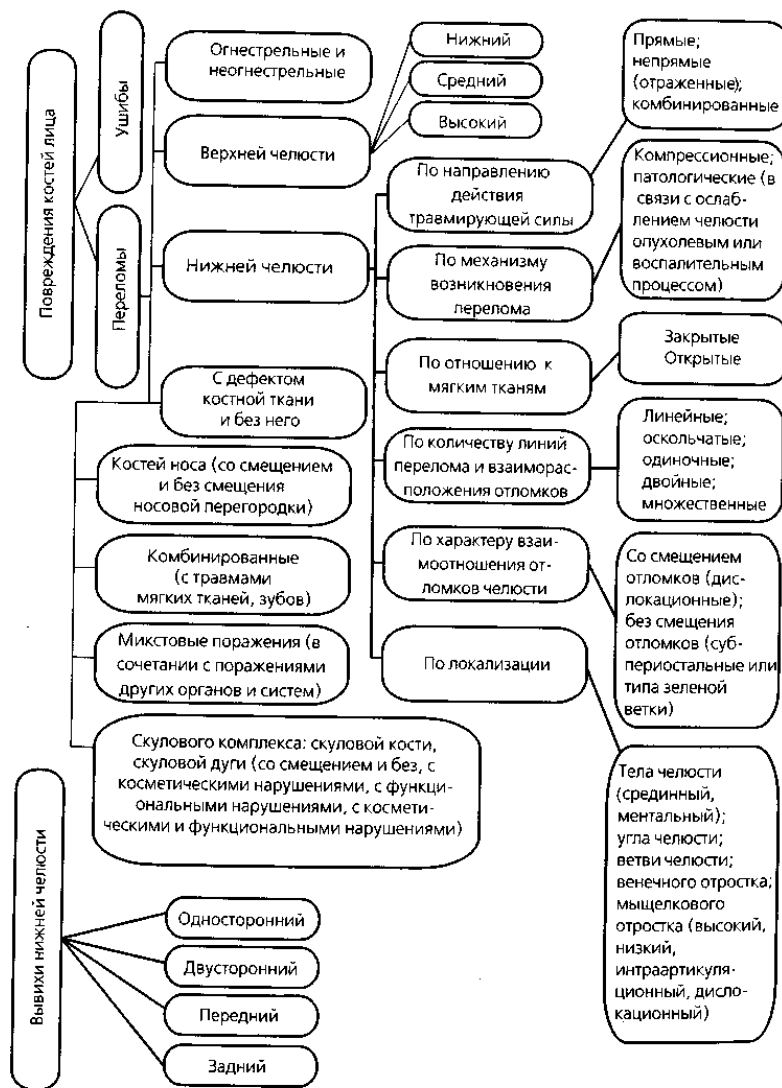 Повреждения костей лица
Ушибы
Переломы
Огнестрельные и
неогнестрельные
Верхней челюсти
Нижний
Средний
Высокий
Нижней челюсти
По направлению
действия
травмирующей силы
Прямые;
непрямые
(отраженные);
комбинированные
По механизму
возникновения
перелома
Компрессионные;
патологические (в
связи с ослаб-
лением челюсти
опухолевым или
воспалительным
процессом)
По отношению к
мягким тканям
Закрытые
Открытые
По количеству линий
перелома и взаиморас-
положения отломков
Линейные;
оскольчатые;
одиночные;
двойные;
множественные
По характеру взаи-
моотношения от-
ломков челюсти
Со смещением
отломков (дис-
локационные);
без смещения
отломков (суб-
периостальные или
типа зеленой
ветки)
По локализации
Тела челюсти
(срединный,
ментальный);
угла челюсти;
ветви челюсти;
венечного отростка;
мыщелкового
отростка (высокий,
низкий,
интраартикуля-
ционный, дисло-
кационный)
С дефектом
костной ткани
и без него
Костей носа (со смещением
и без смещения
носовой перегородки)
Комбинированные
(с травмами
мягких тканей, зубов)
Микстовые поражения (в
сочетании с поражениями
других органов и систем)
Скулового комплекса: скуловой кости,
скуловой дуги (со смещением и без, с
косметическими нарушениями, с функци-
ональными нарушениями, с космети-
ческими и функциональными нарушениями)
Вывихи нижней челюсти
Односторонний
Двусторонний
Передний
Задний